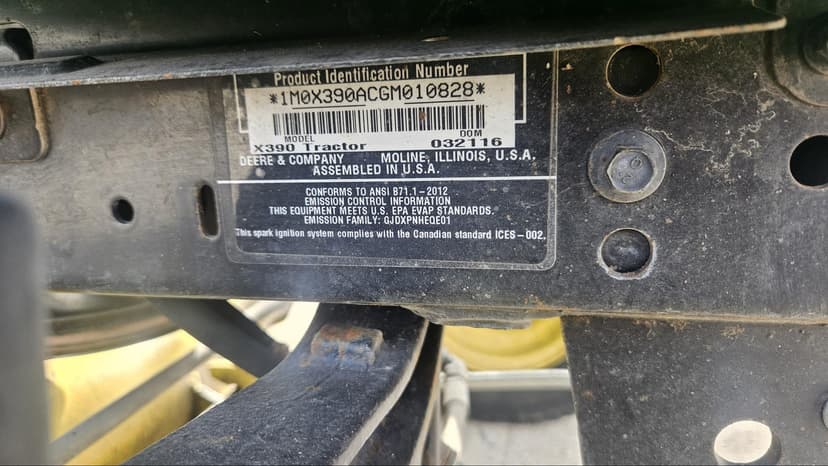 Product Identification Number
*1M0X390ACGM010828*
MODEL OOM
X390 Tractor 032116
DEERE & COMPANY MOLINE, ILLINOIS, U.S.A.
ASSEMBLED IN U.S.A.
CONFORMS TO ANSI B71.1-2012
EMISSION CONTROL INFORMATION
THIS EQUIPMENT MEETS U.S. EPA EVAP STANDARDS.
EMISSION FAMILY: GJDXPNHEQE01
This spark ignition system complies with the Canadian standard ICES-002.